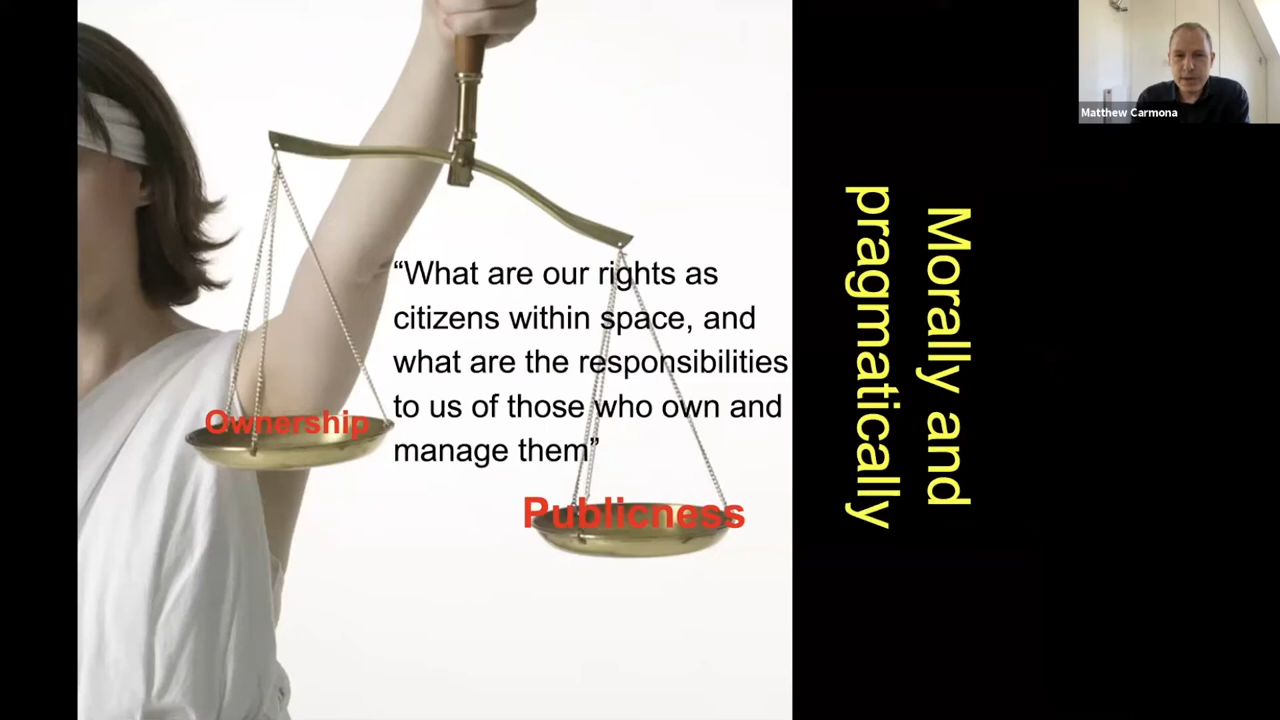 “What are our rights as
citizens within space, and
what are the responsibilities
to us of those who own and
manage them”
Ownership
Publicness
Morally and
pragmatically
Matthew Carmona